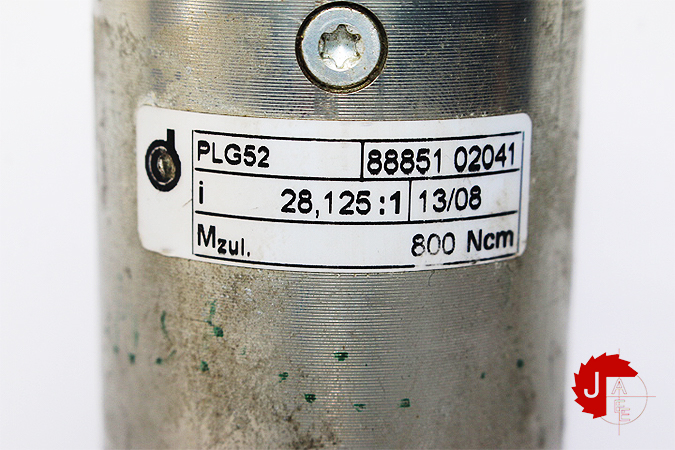 PLG52 88851 02041
i 28,125:1 13/08
Mzul. 800 Ncm
J